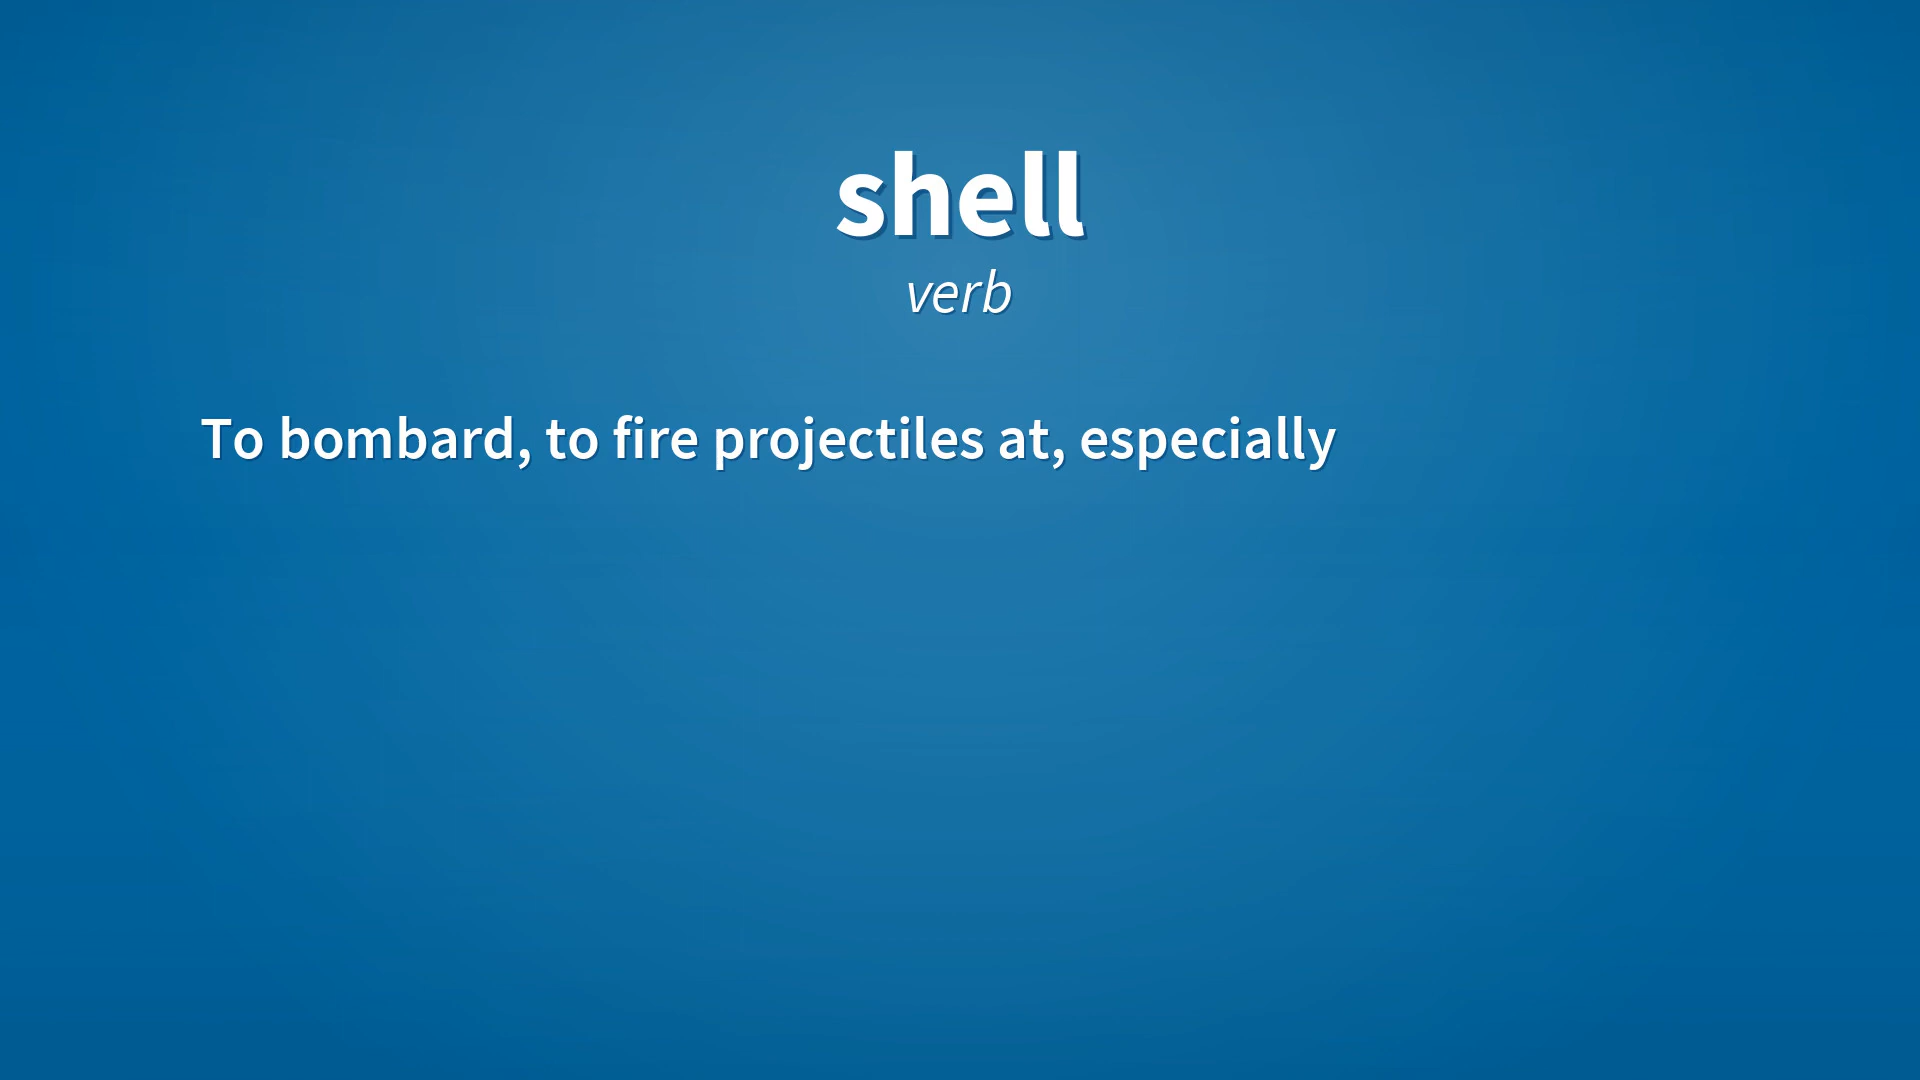 shell
verb
To bombard, to fire projectiles at, especially